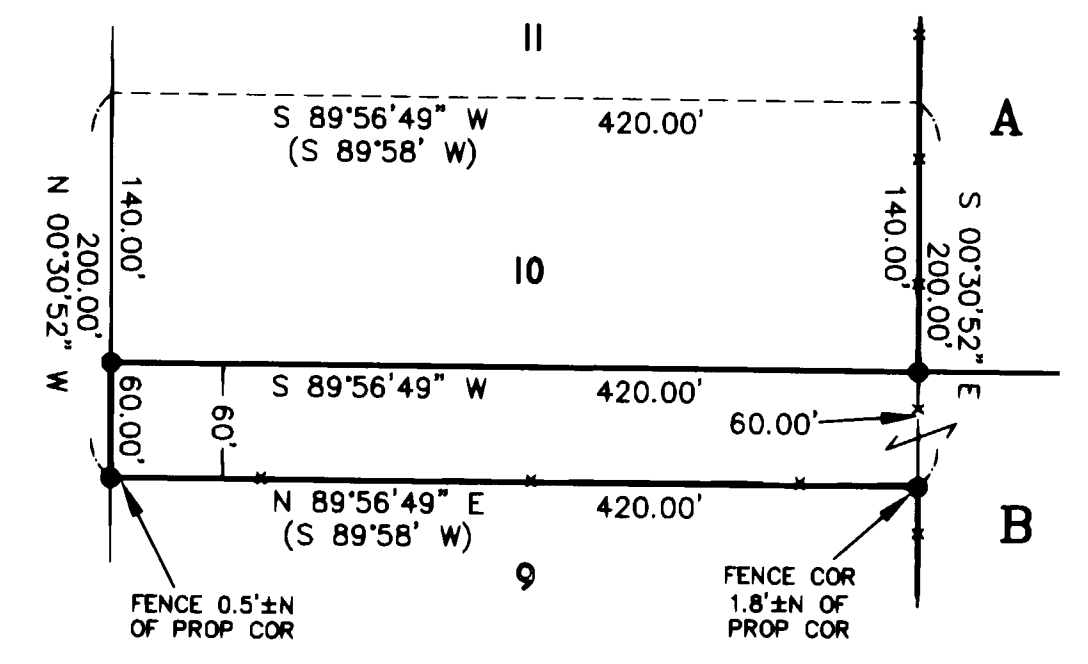 11
S 89°56'49" W 420.00'
(S 89°58' W)
A
N 00°30'52" W
200.00'
140.00'
10
140.00'
200.00'
S 00°30'52" E
S 89°56'49" W 420.00'
60.00'
60'
60.00'
N 89°56'49" E 420.00'
(S 89°58' W)
B
9
FENCE 0.5'±N
OF PROP COR
FENCE COR
1.8'±N OF
PROP COR